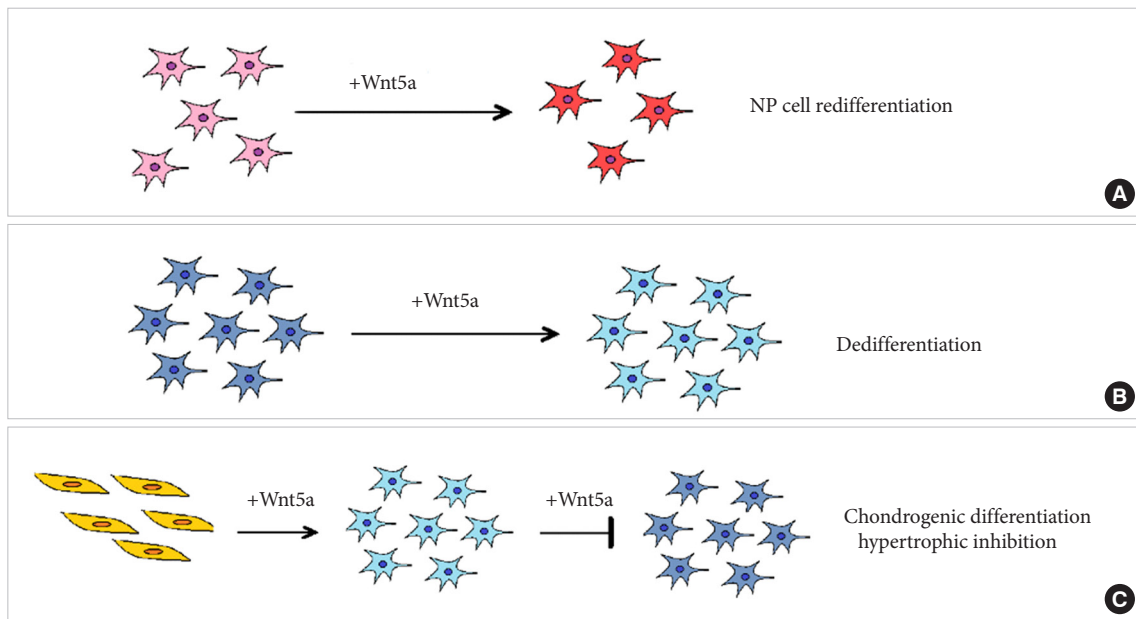 +Wnt5a
NP cell redifferentiation
A
+Wnt5a
Dedifferentiation
B
+Wnt5a
+Wnt5a
Chondrogenic differentiation
hypertrophic inhibition
C